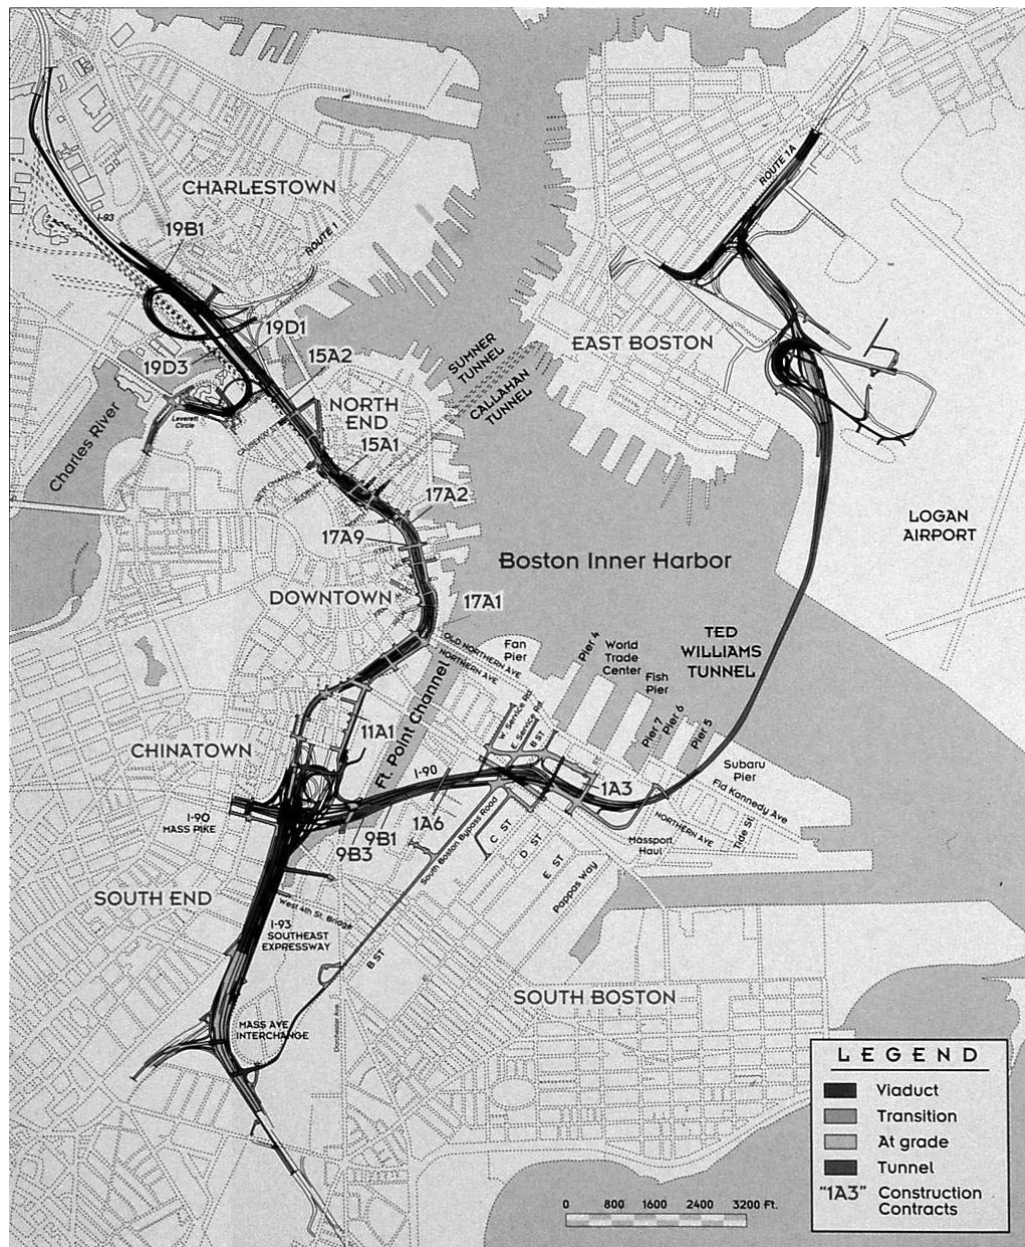 CHARLESTOWN
I-93
19B1
ROUTE 1
19D1
19D3
15A2
Leverett
Circle
NORTH
END
15A1
Charles River
SUMNER
TUNNEL
CALLAHAN
TUNNEL
EAST BOSTON
ROUTE 1A
17A2
17A9
LOGAN
AIRPORT
Boston Inner Harbor
DOWNTOWN
17A1
OLD NORTHERN AVE
NORTHERN AVE
Fan
Pier
Pier 4
World
Trade
Center
Fish
Pier
TED
WILLIAMS
TUNNEL
Pier 7
Pier 6
Pier 5
W. Service Rd.
E. Service Rd.
B ST
11A1
Ft. Point Channel
CHINATOWN
I-90
1A3
Subaru
Pier
Fid Kennedy Ave
I-90
MASS PIKE
9B3
9B1
1A6
South Boston Bypass Road
C ST
D ST
E ST
Pappas Way
NORTHERN AVE
Massport
Haul
Tide St.
SOUTH END
West 4th St. Bridge
I-93
SOUTHEAST
EXPRESSWAY
B ST
SOUTH BOSTON
MASS AVE
INTERCHANGE
LEGEND
Viaduct
Transition
At grade
Tunnel
"1A3" Construction
Contracts
0 800 1600 2400 3200 Ft.